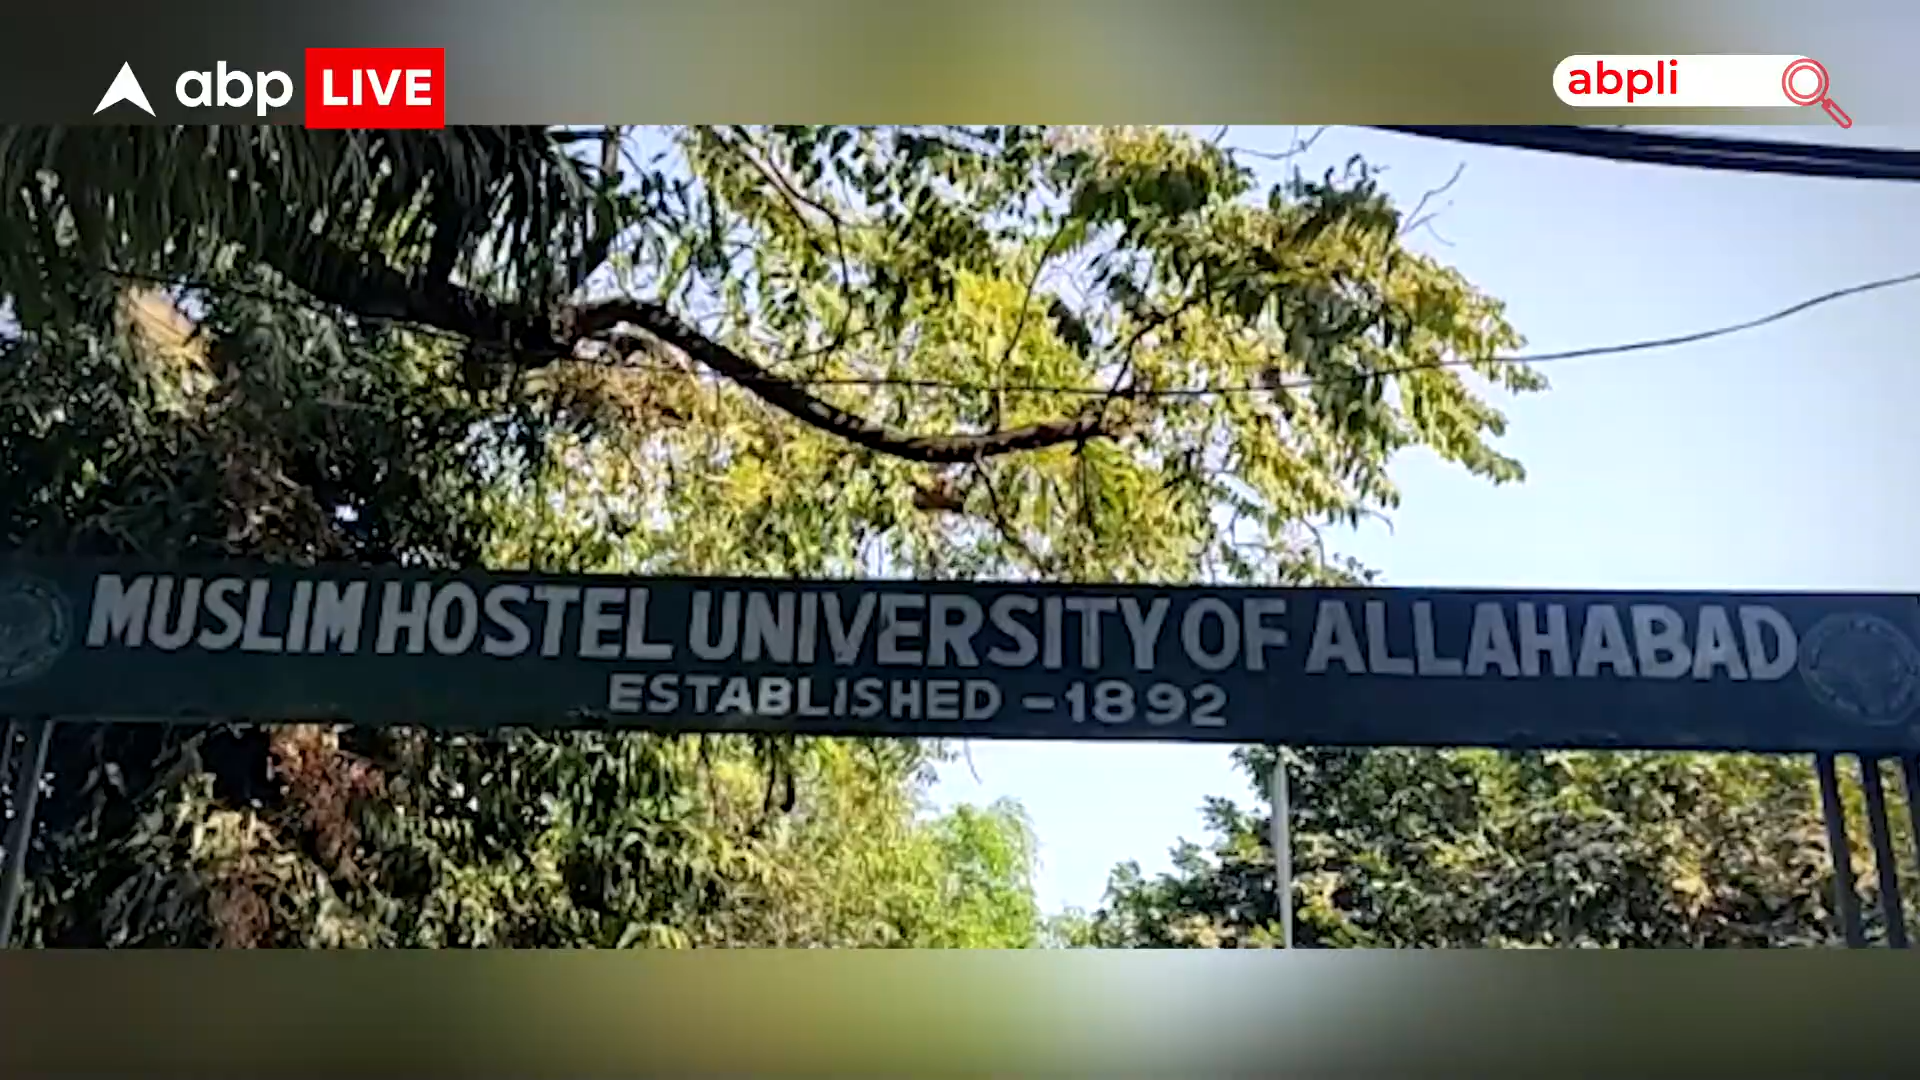 abp LIVE
abpli
MUSLIM HOSTEL UNIVERSITY OF ALLAHABAD
ESTABLISHED - 1892